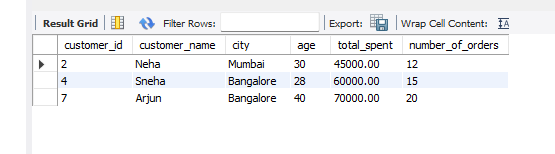 Result Grid Filter Rows: Export: Wrap Cell Content:
customer_id customer_name city age total_spent number_of_orders
2 Neha Mumbai 30 45000.00 12
4 Sneha Bangalore 28 60000.00 15
7 Arjun Bangalore 40 70000.00 20